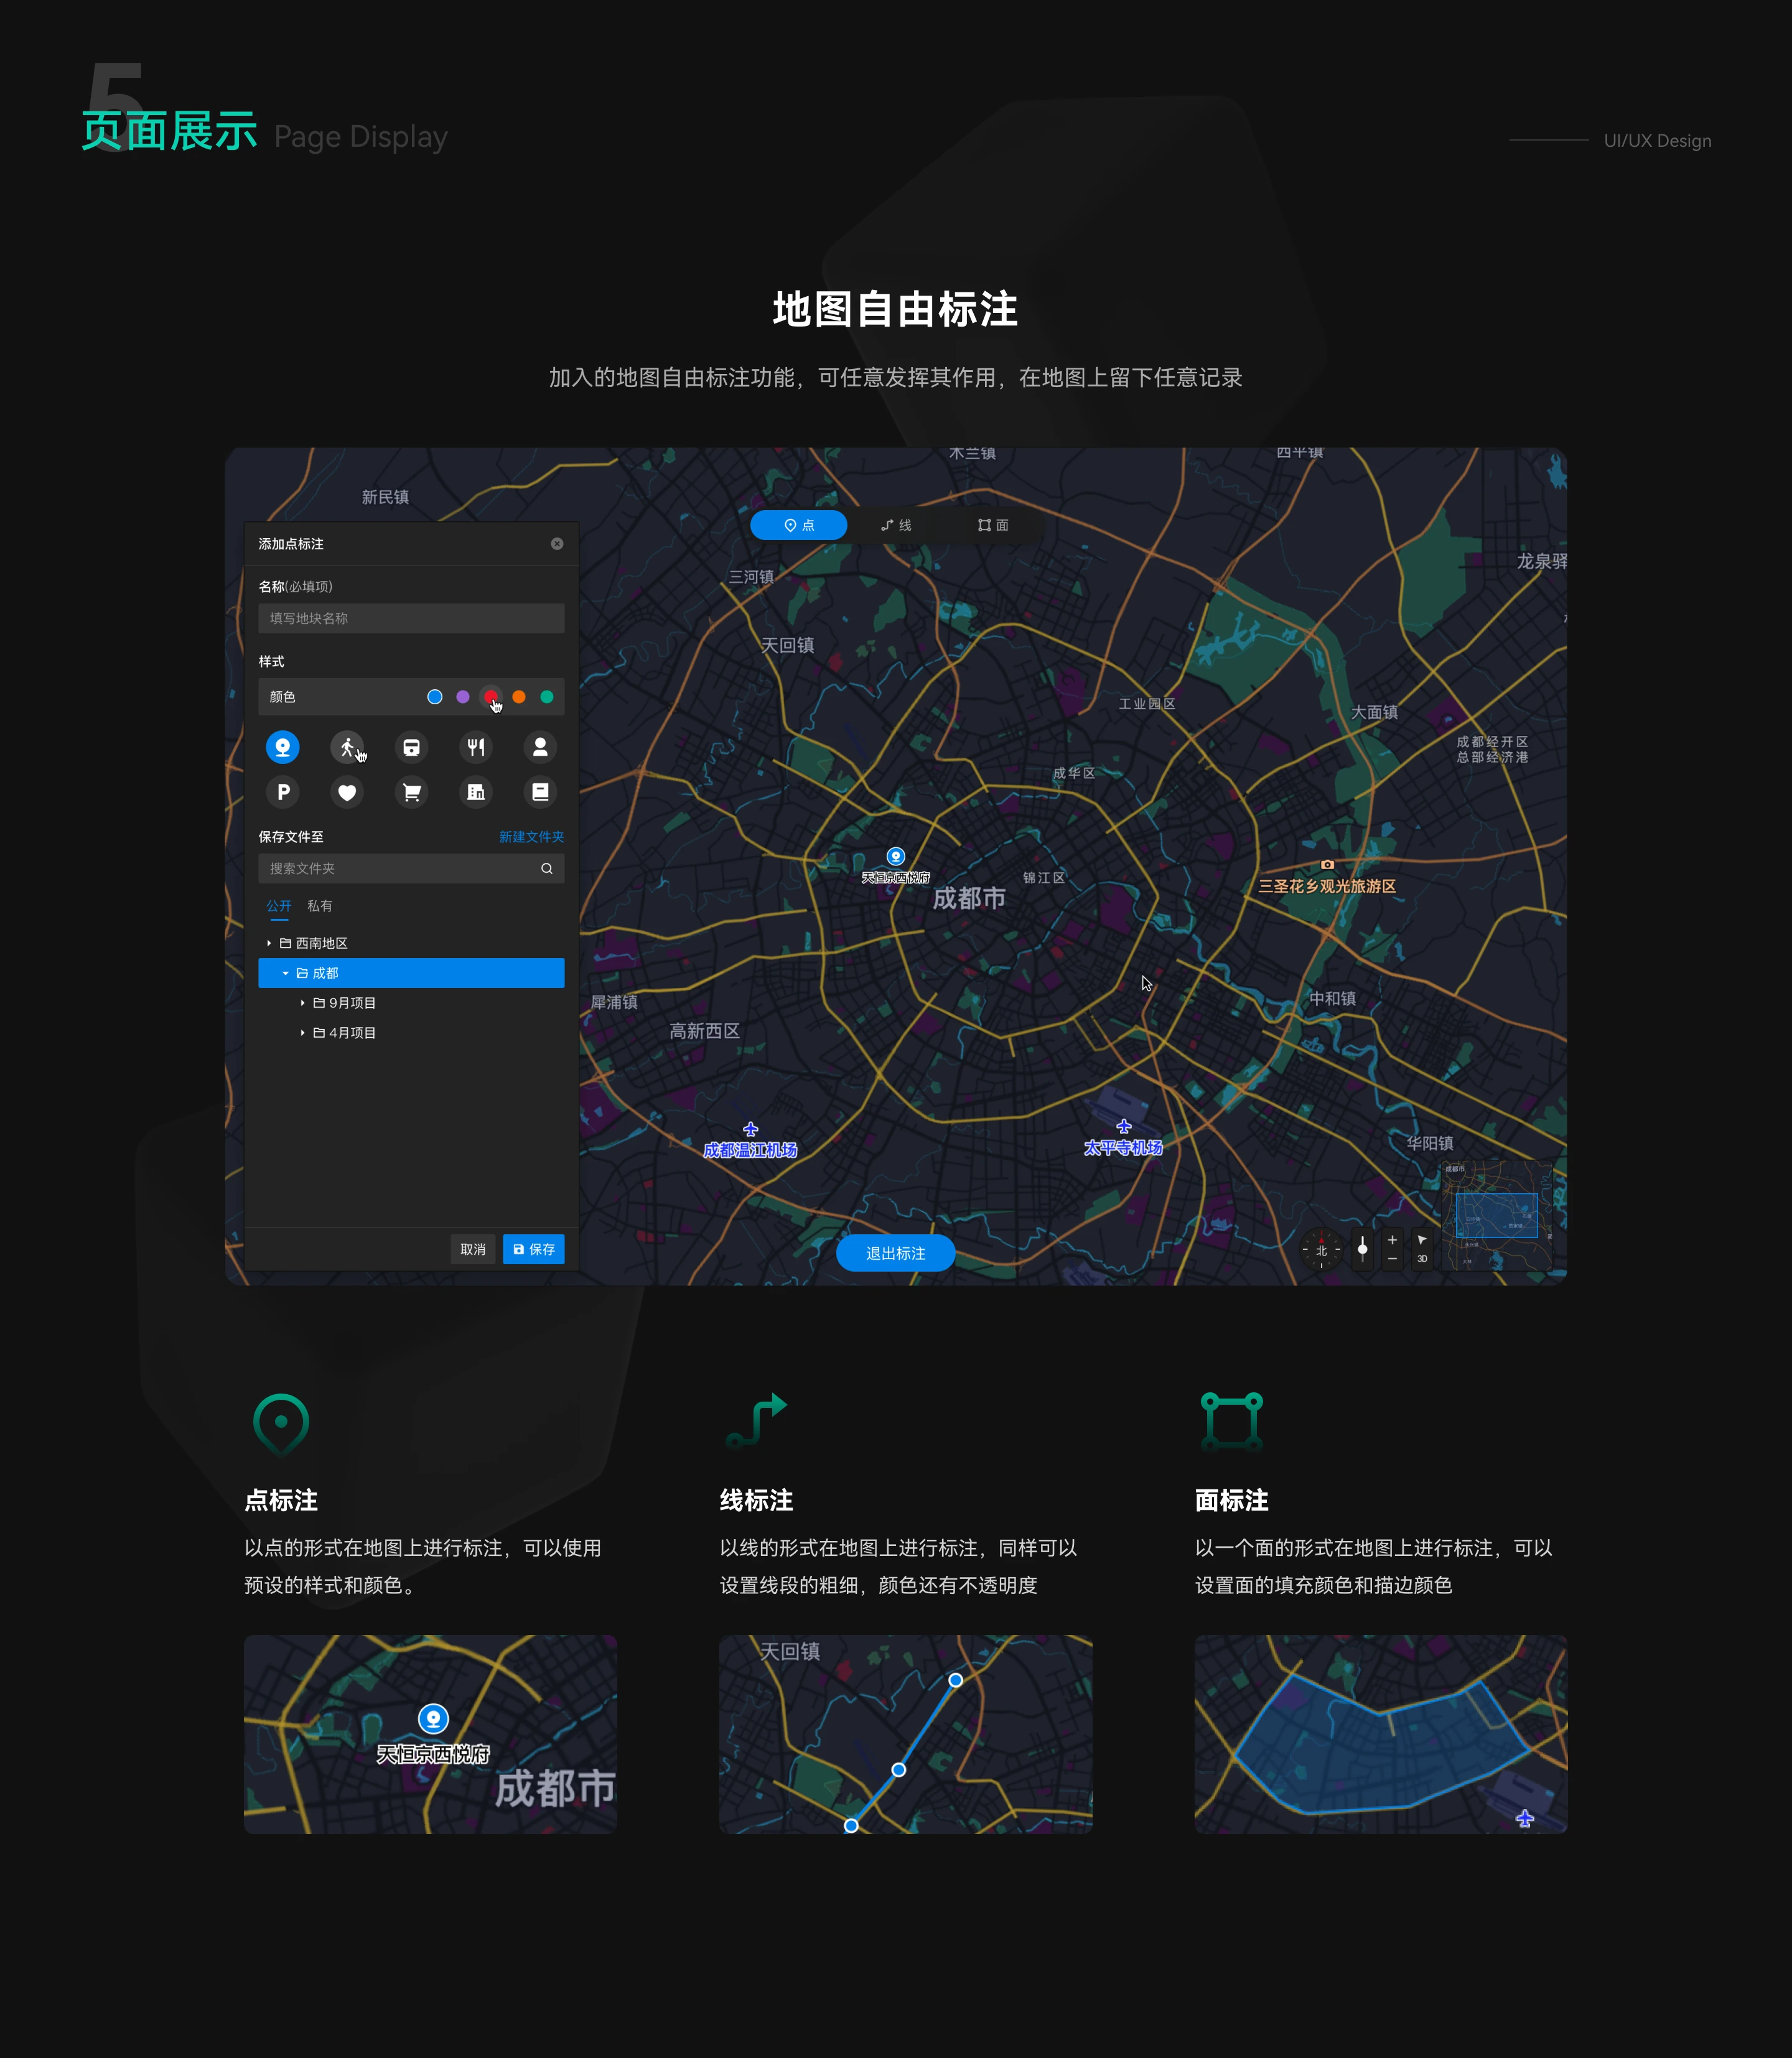 5
页面展示 Page Display
UI/UX Design
地图自由标注
加入的地图自由标注功能，可任意发挥其作用，在地图上留下任意记录
木兰镇
西平镇
新民镇
点
线
面
添加点标注
名称(必填项)
填写地块名称
样式
颜色
P
保存文件至
新建文件夹
搜索文件夹
公开 私有
西南地区
成都
9月项目
4月项目
取消
保存
三河镇
龙泉驿
天回镇
工业园区
大面镇
成都经开区
总部经济港
成华区
天恒京西悦府
锦江区
成都市
三圣花乡观光旅游区
犀浦镇
中和镇
高新西区
成都温江机场
太平寺机场
华阳镇
成都市
退出标注
北
+
−
3D
点标注
以点的形式在地图上进行标注，可以使用
预设的样式和颜色。
线标注
以线的形式在地图上进行标注，同样可以
设置线段的粗细，颜色还有不透明度
面标注
以一个面的形式在地图上进行标注，可以
设置面的填充颜色和描边颜色
天恒京西悦府
成都市
天回镇